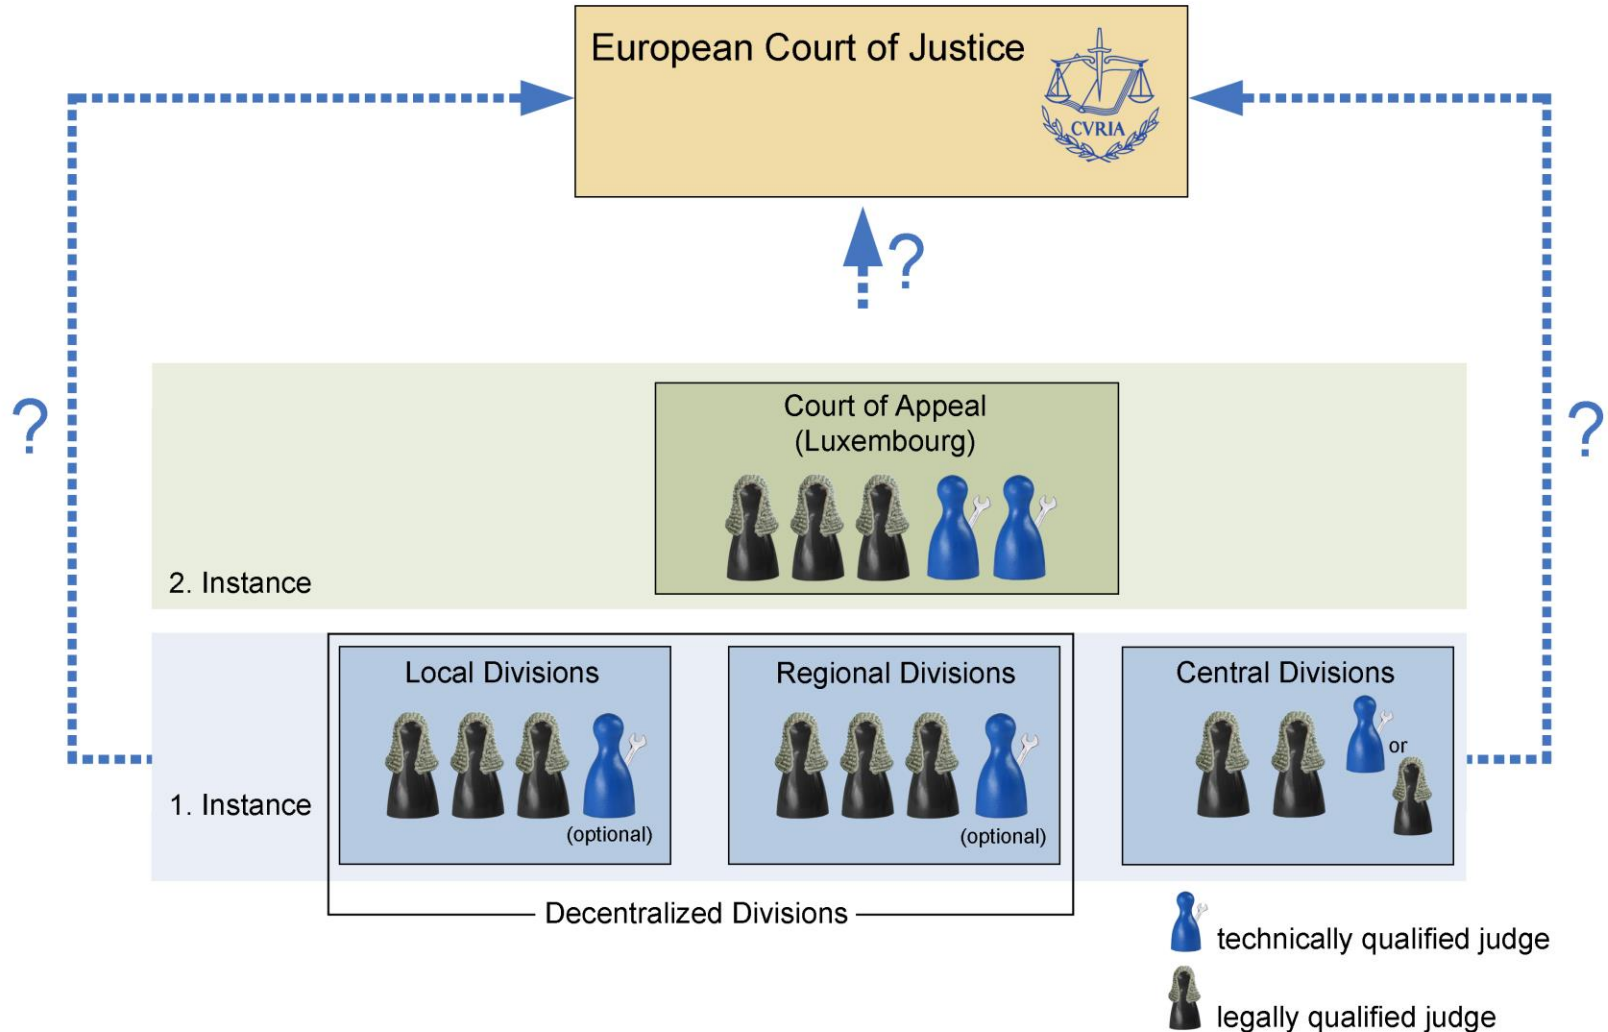 European Court of Justice
CVRIA
?
?
?
Court of Appeal
(Luxembourg)
2. Instance
Local Divisions
(optional)
Regional Divisions
(optional)
Central Divisions
or
1. Instance
Decentralized Divisions
technically qualified judge
legally qualified judge